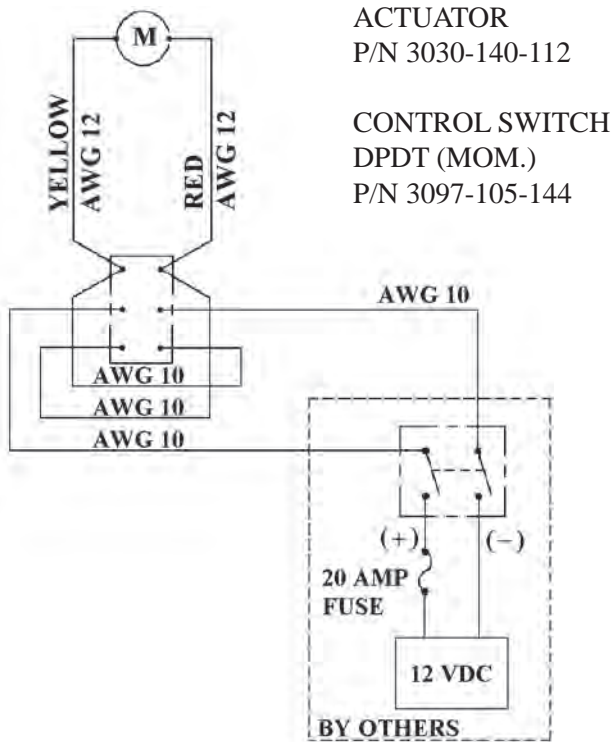 ACTUATOR
P/N 3030-140-112
CONTROL SWITCH
DPDT (MOM.)
P/N 3097-105-144
M
YELLOW
AWG 12
RED
AWG 12
AWG 10
AWG 10
AWG 10
AWG 10
(+)
(−)
20 AMP
FUSE
12 VDC
BY OTHERS